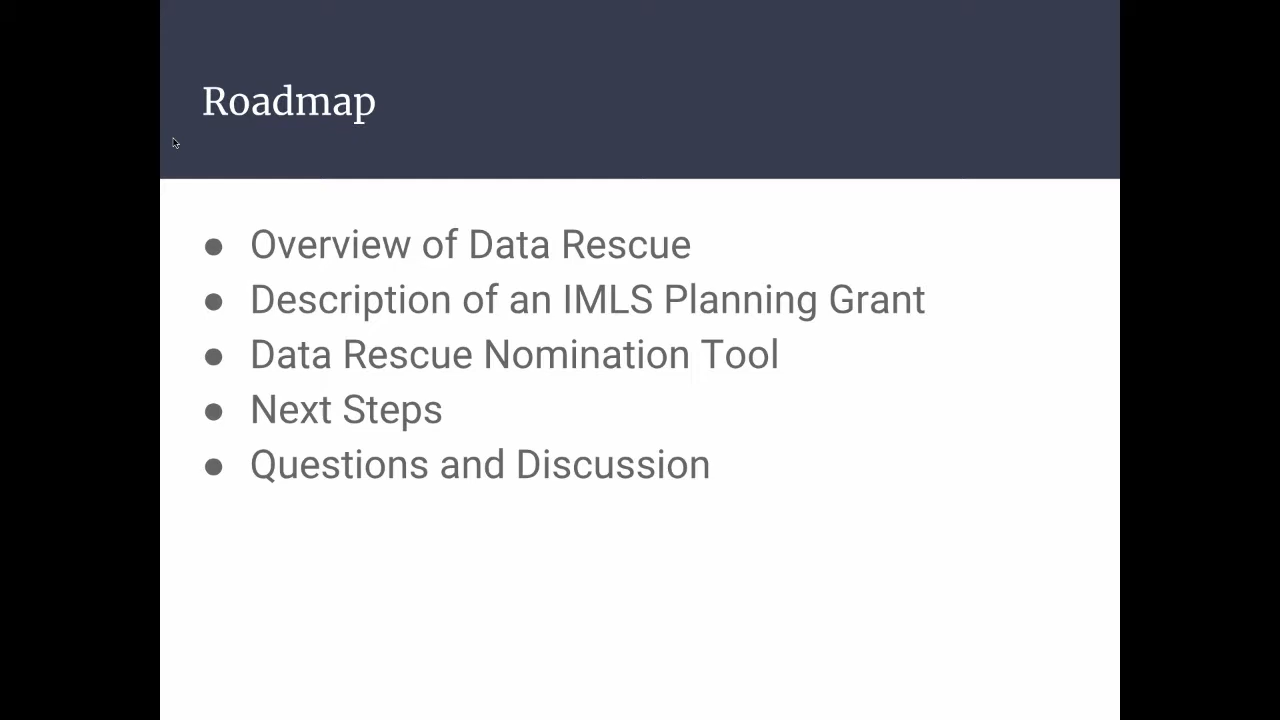 Roadmap
● Overview of Data Rescue
● Description of an IMLS Planning Grant
● Data Rescue Nomination Tool
● Next Steps
● Questions and Discussion